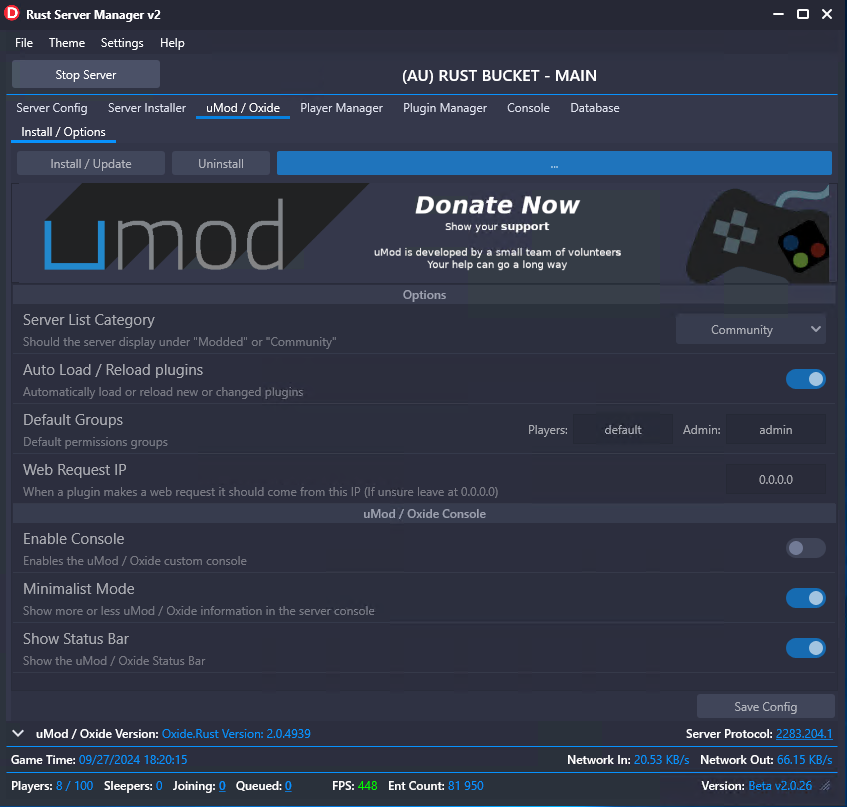 D Rust Server Manager v2
File Theme Settings Help
Stop Server (AU) RUST BUCKET - MAIN
Server Config Server Installer uMod / Oxide Player Manager Plugin Manager Console Database
Install / Options
Install / Update Uninstall ...
umod
Donate Now
Show your support
uMod is developed by a small team of volunteers
Your help can go a long way
Options
Server List Category
Should the server display under "Modded" or "Community"
Community
Auto Load / Reload plugins
Automatically load or reload new or changed plugins
Default Groups
Default permissions groups
Players: default Admin: admin
Web Request IP
When a plugin makes a web request it should come from this IP (If unsure leave at 0.0.0.0)
0.0.0.0
uMod / Oxide Console
Enable Console
Enables the uMod / Oxide custom console
Minimalist Mode
Show more or less uMod / Oxide information in the server console
Show Status Bar
Show the uMod / Oxide Status Bar
Save Config
uMod / Oxide Version: Oxide.Rust Version: 2.0.4939 Server Protocol: 2283.204.1
Game Time: 09/27/2024 18:20:15 Network In: 20.53 KB/s Network Out: 66.15 KB/s
Players: 8 / 100 Sleepers: 0 Joining: 0 Queued: 0 FPS: 448 Ent Count: 81 950 Version: Beta v2.0.26